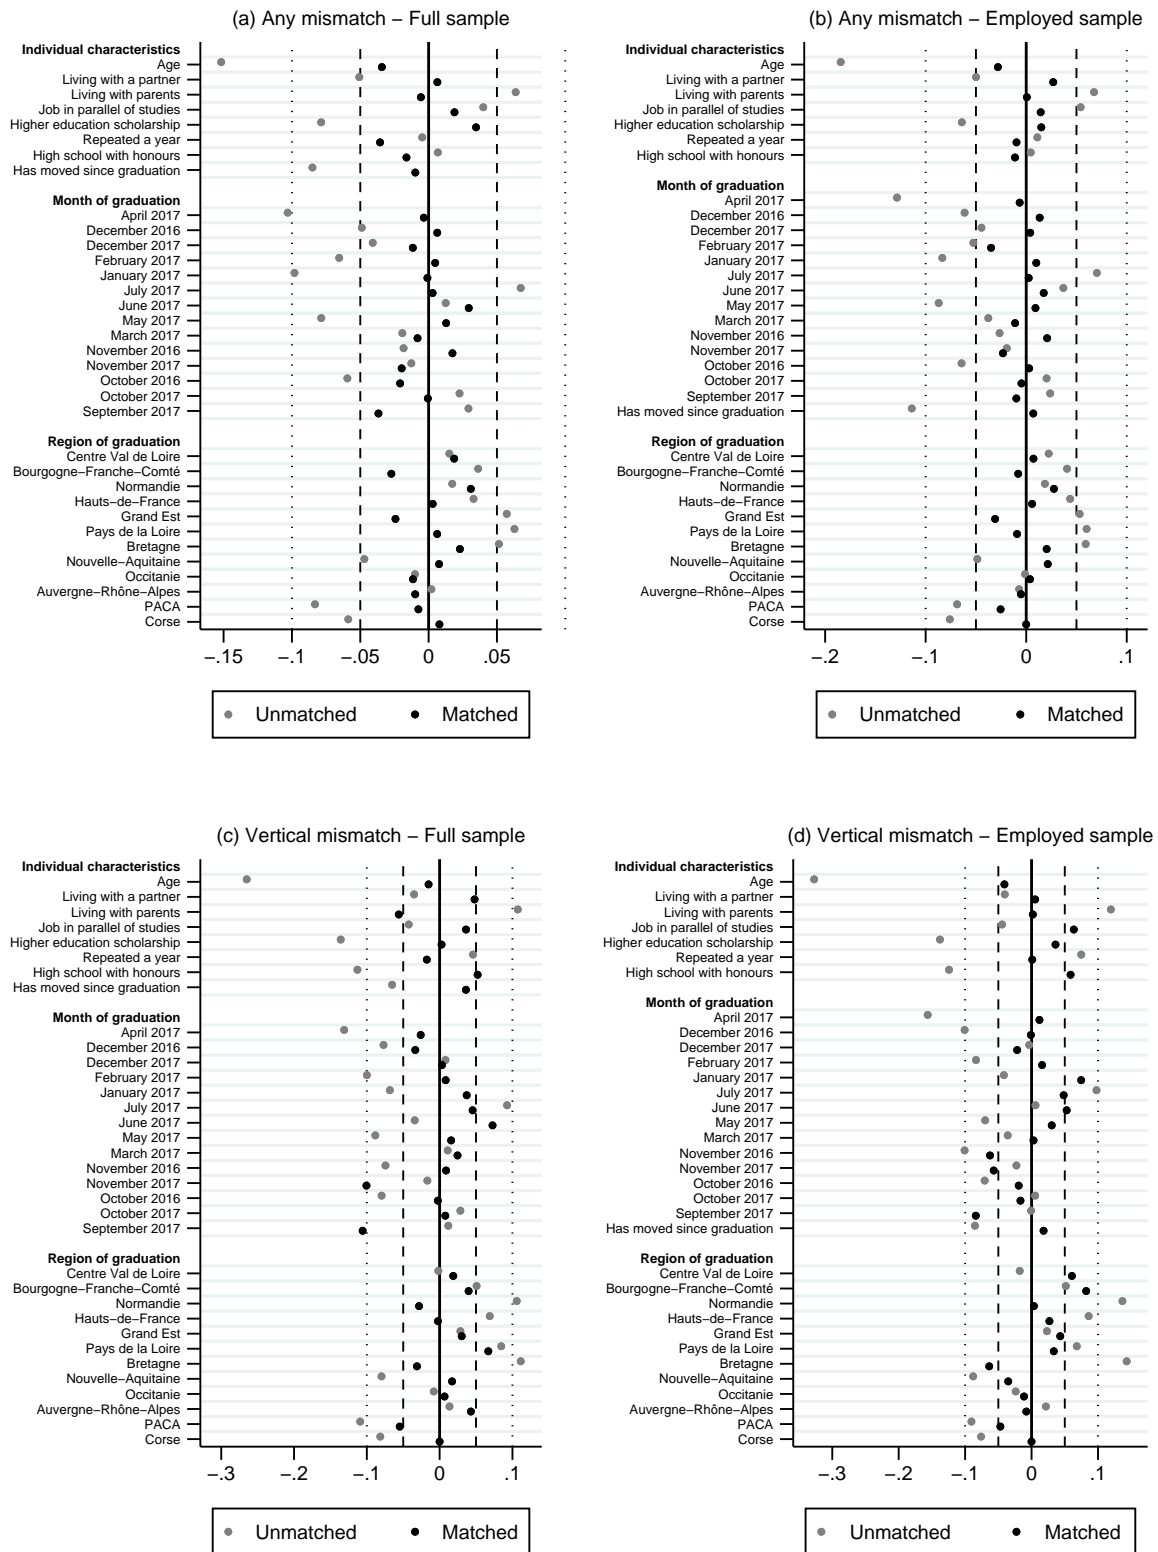 (a) Any mismatch − Full sample
Individual characteristics
Age
Living with a partner
Living with parents
Job in parallel of studies
Higher education scholarship
Repeated a year
High school with honours
Has moved since graduation
Month of graduation
April 2017
December 2016
December 2017
February 2017
January 2017
July 2017
June 2017
May 2017
March 2017
November 2016
November 2017
October 2016
October 2017
September 2017
Region of graduation
Centre Val de Loire
Bourgogne−Franche−Comté
Normandie
Hauts−de−France
Grand Est
Pays de la Loire
Bretagne
Nouvelle−Aquitaine
Occitanie
Auvergne−Rhône−Alpes
PACA
Corse
−.15 −.1 −.05 0 .05
Unmatched Matched
(b) Any mismatch − Employed sample
Individual characteristics
Age
Living with a partner
Living with parents
Job in parallel of studies
Higher education scholarship
Repeated a year
High school with honours
Month of graduation
April 2017
December 2016
December 2017
February 2017
January 2017
July 2017
June 2017
May 2017
March 2017
November 2016
November 2017
October 2016
October 2017
September 2017
Has moved since graduation
Region of graduation
Centre Val de Loire
Bourgogne−Franche−Comté
Normandie
Hauts−de−France
Grand Est
Pays de la Loire
Bretagne
Nouvelle−Aquitaine
Occitanie
Auvergne−Rhône−Alpes
PACA
Corse
−.2 −.1 0 .1
Unmatched Matched
(c) Vertical mismatch − Full sample
Individual characteristics
Age
Living with a partner
Living with parents
Job in parallel of studies
Higher education scholarship
Repeated a year
High school with honours
Has moved since graduation
Month of graduation
April 2017
December 2016
December 2017
February 2017
January 2017
July 2017
June 2017
May 2017
March 2017
November 2016
November 2017
October 2016
October 2017
September 2017
Region of graduation
Centre Val de Loire
Bourgogne−Franche−Comté
Normandie
Hauts−de−France
Grand Est
Pays de la Loire
Bretagne
Nouvelle−Aquitaine
Occitanie
Auvergne−Rhône−Alpes
PACA
Corse
−.3 −.2 −.1 0 .1
Unmatched Matched
(d) Vertical mismatch − Employed sample
Individual characteristics
Age
Living with a partner
Living with parents
Job in parallel of studies
Higher education scholarship
Repeated a year
High school with honours
Month of graduation
April 2017
December 2016
December 2017
February 2017
January 2017
July 2017
June 2017
May 2017
March 2017
November 2016
November 2017
October 2016
October 2017
September 2017
Has moved since graduation
Region of graduation
Centre Val de Loire
Bourgogne−Franche−Comté
Normandie
Hauts−de−France
Grand Est
Pays de la Loire
Bretagne
Nouvelle−Aquitaine
Occitanie
Auvergne−Rhône−Alpes
PACA
Corse
−.3 −.2 −.1 0 .1
Unmatched Matched